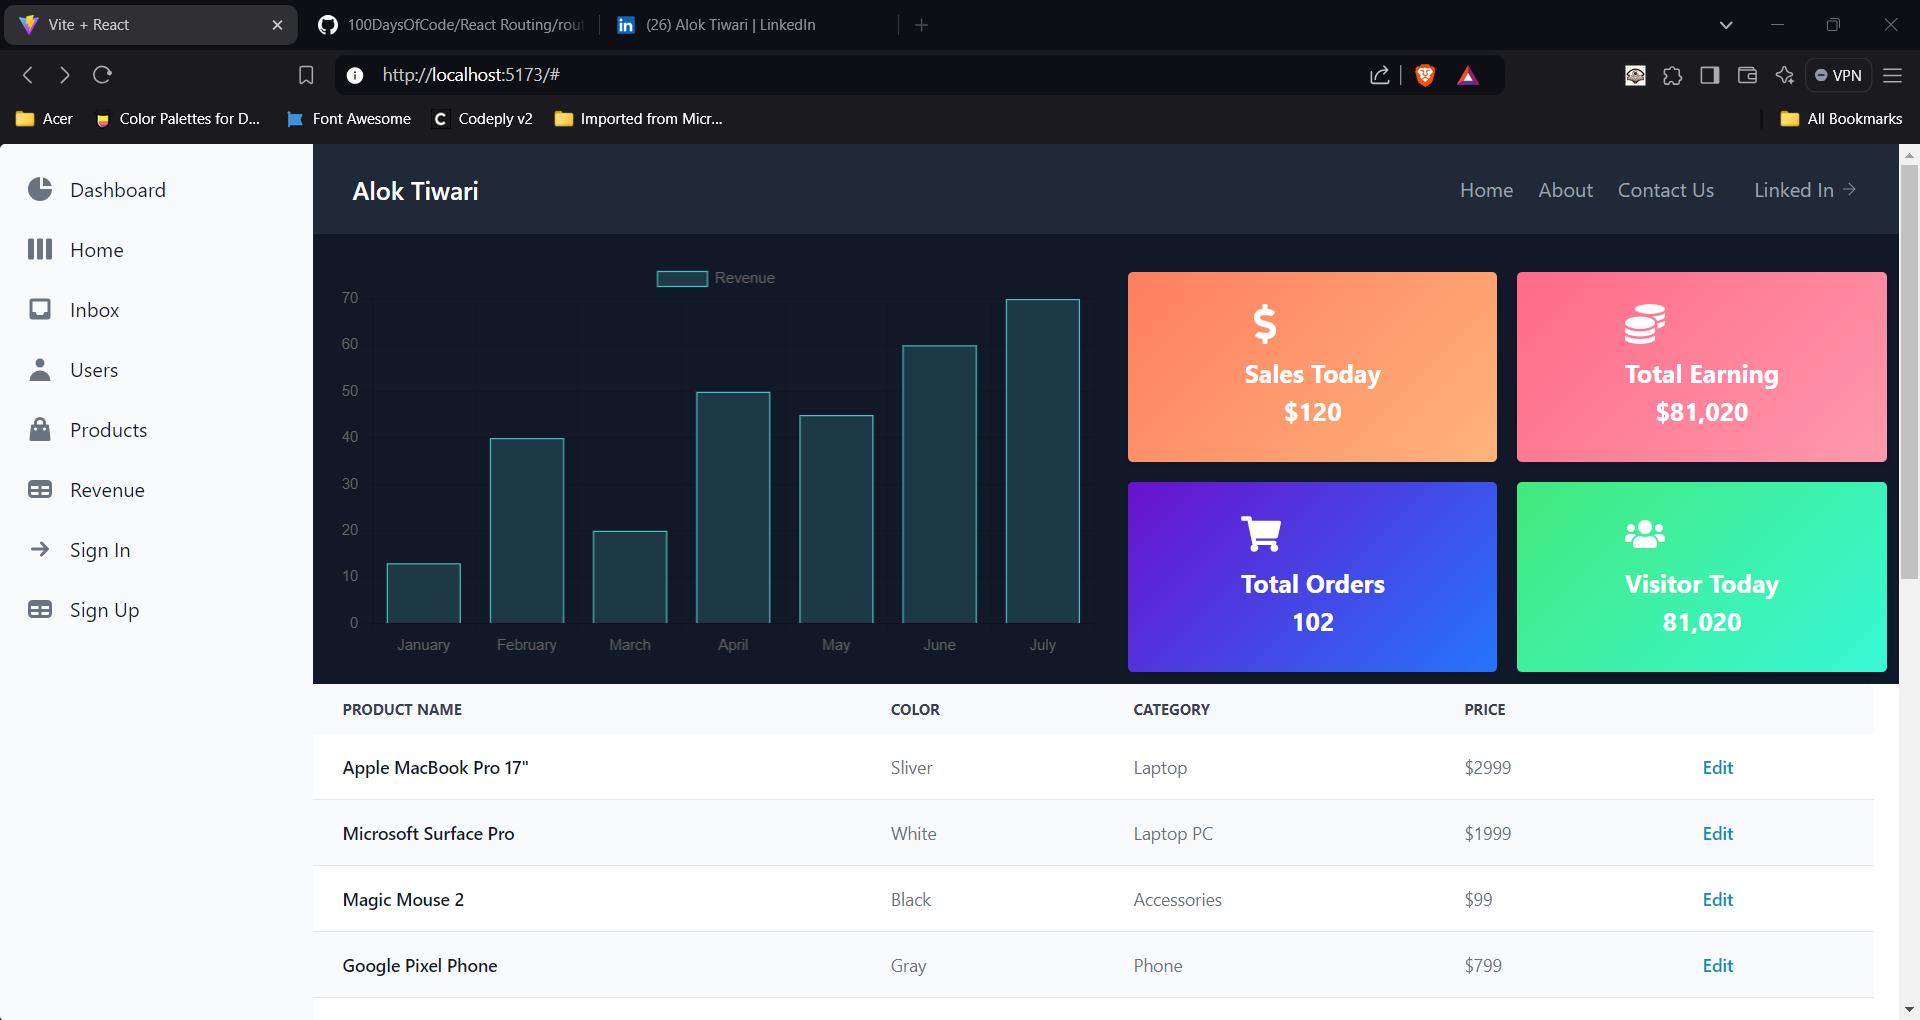 Vite + React
100DaysOfCode/React Routing/rou
(26) Alok Tiwari | LinkedIn
http://localhost:5173/#
VPN
Acer
Color Palettes for D...
Font Awesome
Codeply v2
Imported from Micr...
All Bookmarks
Dashboard
Home
Inbox
Users
Products
Revenue
Sign In
Sign Up
Alok Tiwari
Home About Contact Us Linked In →
Revenue
70
60
50
40
30
20
10
0
January February March April May June July
Sales Today
$120
Total Earning
$81,020
Total Orders
102
Visitor Today
81,020
PRODUCT NAME COLOR CATEGORY PRICE
Apple MacBook Pro 17" Sliver Laptop $2999 Edit
Microsoft Surface Pro White Laptop PC $1999 Edit
Magic Mouse 2 Black Accessories $99 Edit
Google Pixel Phone Gray Phone $799 Edit